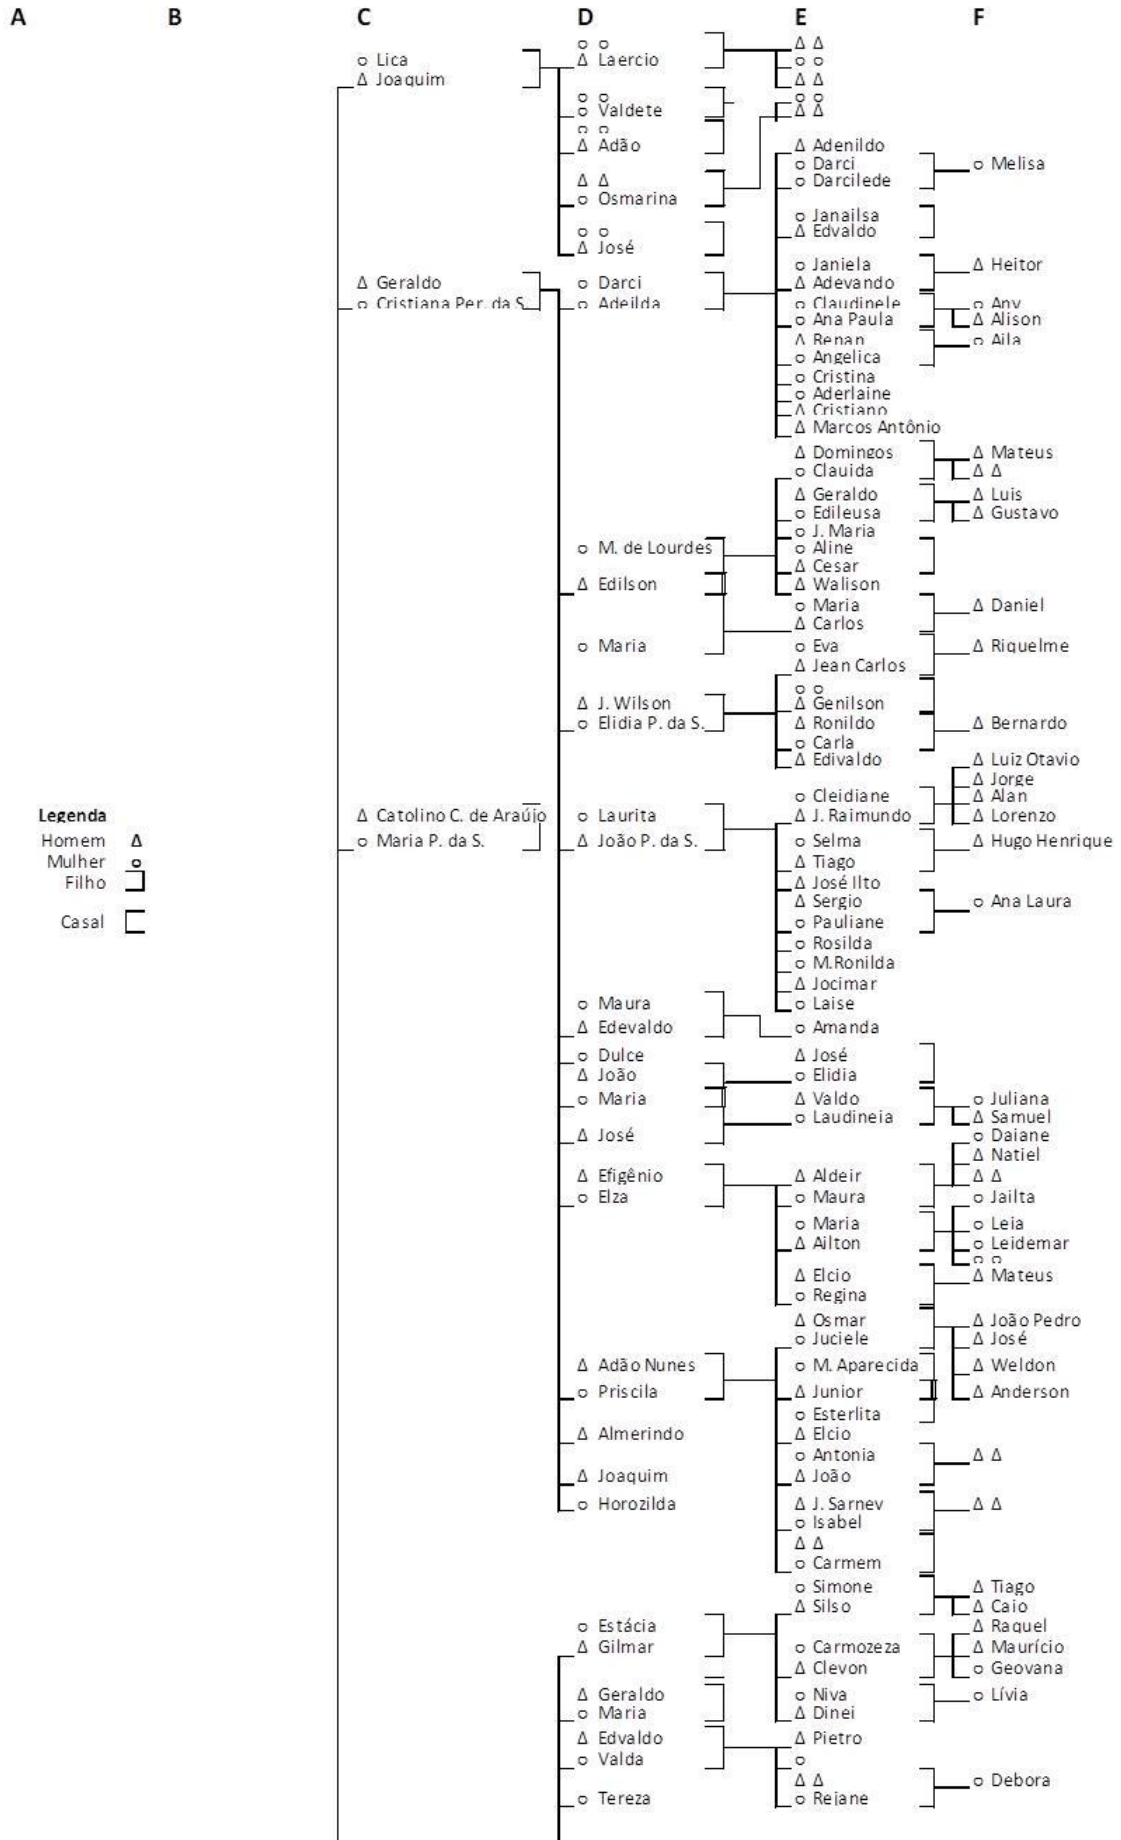 A B C D E F
Lica
Joaquim
Geraldo
Cristiana Per. da S.
Catolino C. de Araújo
Maria P. da S.
Legenda
Homem
Mulher
Filho
Casal
Laercio
Valdete
Adão
Osmarina
José
Darci
Adeilda
M. de Lourdes
Edilson
Maria
J. Wilson
Elidia P. da S.
Laurita
João P. da S.
Maura
Edevaldo
Dulce
João
Maria
José
Efigênio
Elza
Adão Nunes
Priscila
Almerindo
Joaquim
Horozilda
Estácia
Gilmar
Geraldo
Maria
Edvaldo
Valda
Tereza
Adenildo
Darci
Darcilede
Janailsa
Edvaldo
Janiela
Adevando
Claudinele
Ana Paula
Renan
Angelica
Cristina
Aderlaine
Cristiano
Marcos Antônio
Domingos
Clauida
Geraldo
Edileusa
J. Maria
Aline
Cesar
Walison
Maria
Carlos
Eva
Jean Carlos
Genilson
Ronildo
Carla
Edivaldo
Cleidiane
J. Raimundo
Selma
Tiago
José Ilto
Sergio
Pauliane
Rosilda
M.Ronilda
Jocimar
Laise
Amanda
José
Elidia
Valdo
Laudineia
Aldeir
Maura
Maria
Ailton
Elcio
Regina
Osmar
Juciele
M. Aparecida
Junior
Esterlita
Elcio
Antonia
João
J. Sarney
Isabel
Carmem
Simone
Silso
Carmozeza
Clevon
Niva
Dinei
Pietro
Rejane
Melisa
Heitor
Any
Alison
Aila
Mateus
Luis
Gustavo
Daniel
Riquelme
Bernardo
Luiz Otavio
Jorge
Alan
Lorenzo
Hugo Henrique
Ana Laura
Juliana
Samuel
Daiane
Natiel
Jailta
Leia
Leidemar
Mateus
João Pedro
José
Weldon
Anderson
Tiago
Caio
Raquel
Maurício
Geovana
Lívia
Debora